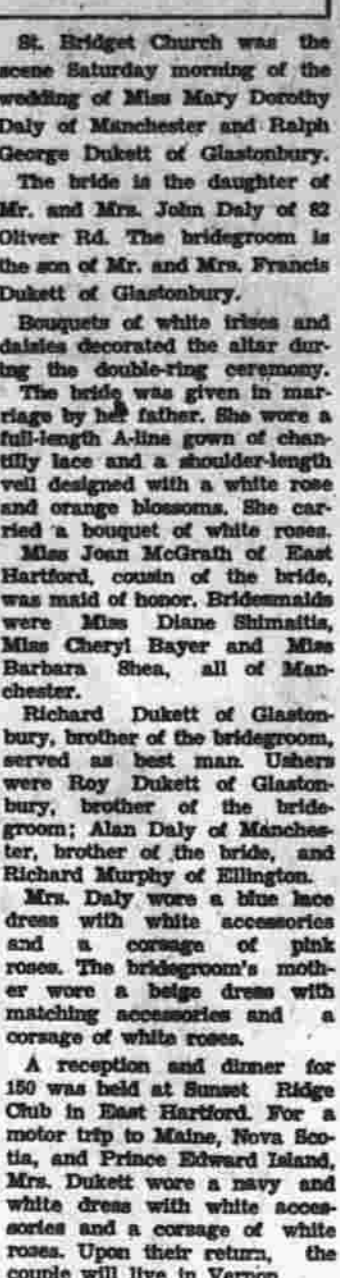 St. Bridget Church was the
scene Saturday morning of the
wedding of Miss Mary Dorothy
Daly of Manchester and Ralph
George Dukett of Glastonbury.
The bride is the daughter of
Mr. and Mrs. John Daly of 82
Oliver Rd. The bridegroom is
the son of Mr. and Mrs. Francis
Dukett of Glastonbury.
Bouquets of white irises and
daisies decorated the altar dur-
ing the double-ring ceremony.
The bride was given in mar-
riage by her father. She wore a
full-length A-line gown of chan-
tilly lace and a shoulder-length
veil designed with a white rose
and orange blossoms. She car-
ried a bouquet of white roses.
Miss Joan McGrath of East
Hartford, cousin of the bride,
was maid of honor. Bridesmaids
were Miss Diane Shimaitis,
Miss Cheryl Bayer and Miss
Barbara Shea, all of Man-
chester.
Richard Dukett of Glaston-
bury, brother of the bridegroom,
served as best man. Ushers
were Roy Dukett of Glaston-
bury, brother of the bride-
groom; Alan Daly of Manches-
ter, brother of the bride, and
Richard Murphy of Ellington.
Mrs. Daly wore a blue lace
dress with white accessories
and a corsage of pink
roses. The bridegroom's moth-
er wore a beige dress with
matching accessories and a
corsage of white roses.
A reception and dinner for
150 was held at Sunset Ridge
Club in East Hartford. For a
motor trip to Maine, Nova Sco-
tia, and Prince Edward Island,
Mrs. Dukett wore a navy and
white dress with white acces-
sories and a corsage of white
roses. Upon their return, the
couple will live in Vernon.